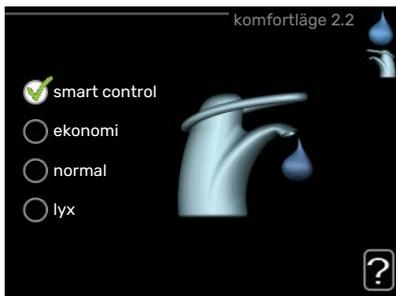 komfortläge 2.2
smart control
ekonomi
normal
lyx
?